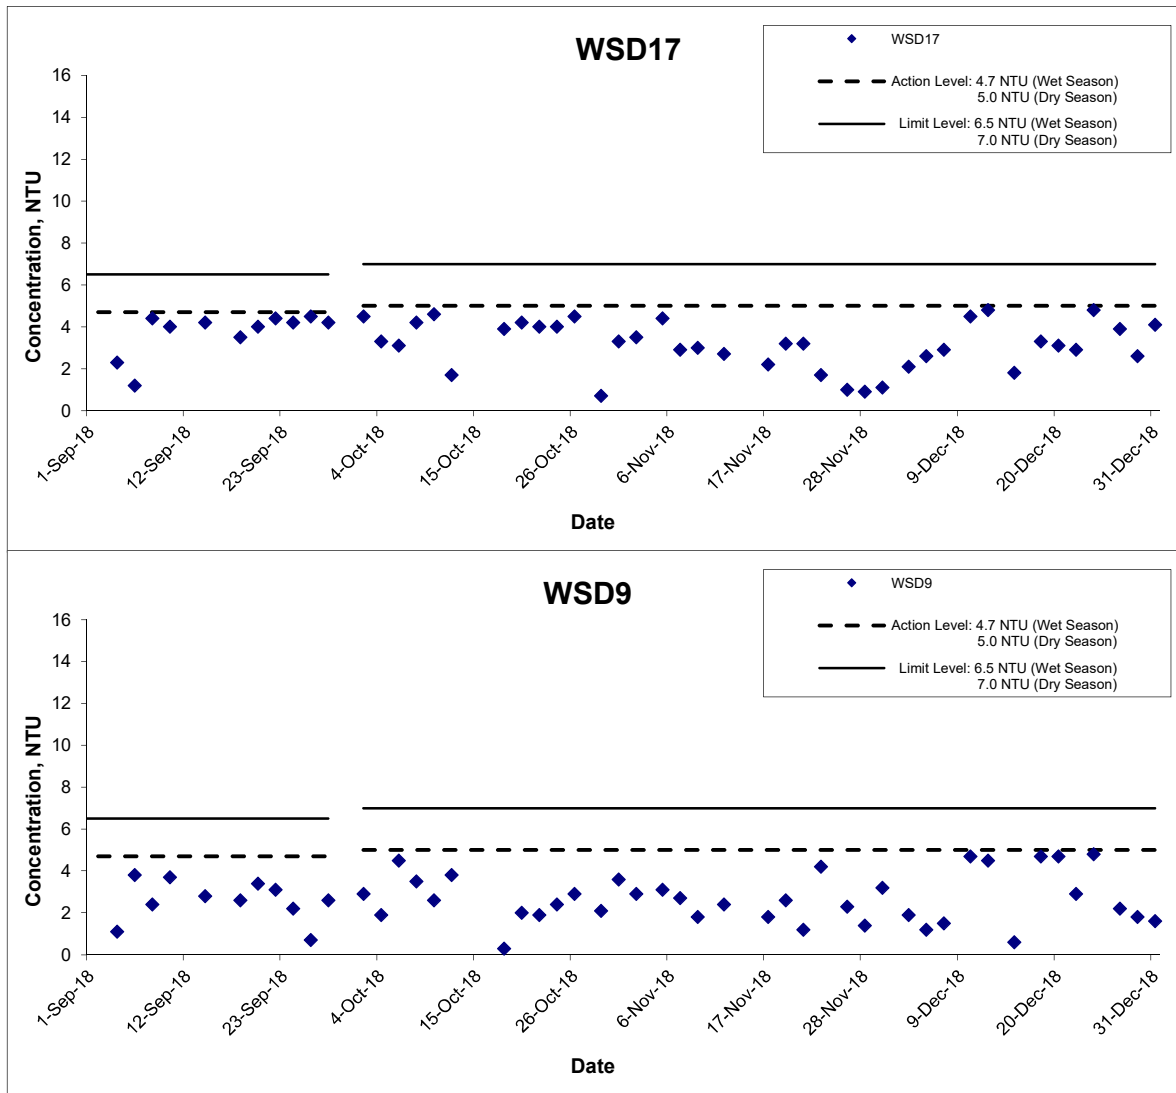 WSD17
WSD17
Action Level: 4.7 NTU (Wet Season)
5.0 NTU (Dry Season)
Limit Level: 6.5 NTU (Wet Season)
7.0 NTU (Dry Season)
Concentration, NTU
16
14
12
10
8
6
4
2
0
1-Sep-18
12-Sep-18
23-Sep-18
4-Oct-18
15-Oct-18
26-Oct-18
6-Nov-18
17-Nov-18
28-Nov-18
9-Dec-18
20-Dec-18
31-Dec-18
Date
WSD9
WSD9
Action Level: 4.7 NTU (Wet Season)
5.0 NTU (Dry Season)
Limit Level: 6.5 NTU (Wet Season)
7.0 NTU (Dry Season)
Concentration, NTU
16
14
12
10
8
6
4
2
0
1-Sep-18
12-Sep-18
23-Sep-18
4-Oct-18
15-Oct-18
26-Oct-18
6-Nov-18
17-Nov-18
28-Nov-18
9-Dec-18
20-Dec-18
31-Dec-18
Date